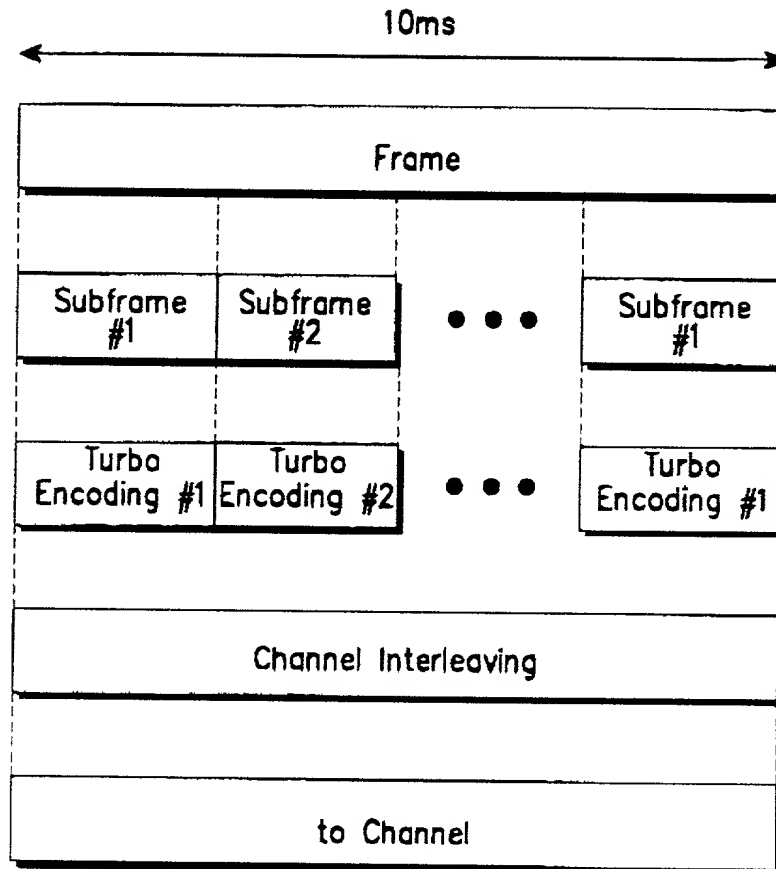 10ms
Frame
Subframe
#1
Subframe
#2
Subframe
#1
Turbo
Encoding #1
Turbo
Encoding #2
Turbo
Encoding #1
Channel Interleaving
to Channel